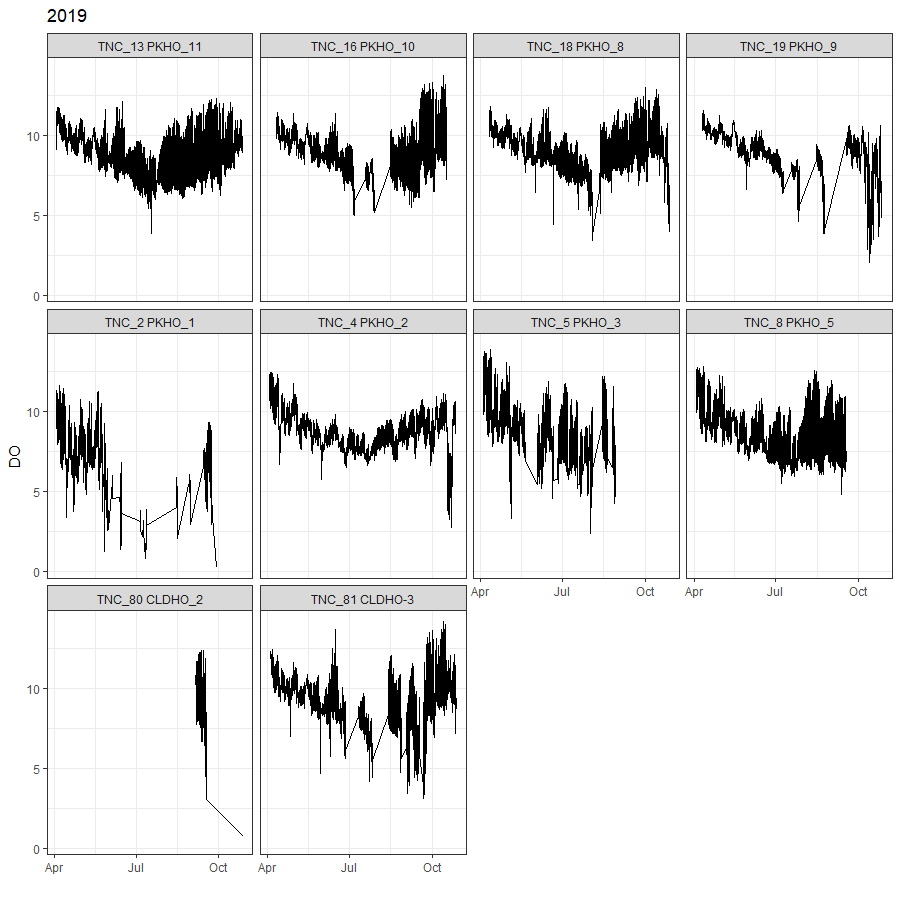 2019
TNC_13 PKHO_11 TNC_16 PKHO_10 TNC_18 PKHO_8 TNC_19 PKHO_9
10
5
0
TNC_2 PKHO_1 TNC_4 PKHO_2 TNC_5 PKHO_3 TNC_8 PKHO_5
DO
10
5
0
Apr Jul Oct Apr Jul Oct
TNC_80 CLDHO_2 TNC_81 CLDHO-3
10
5
0
Apr Jul Oct Apr Jul Oct